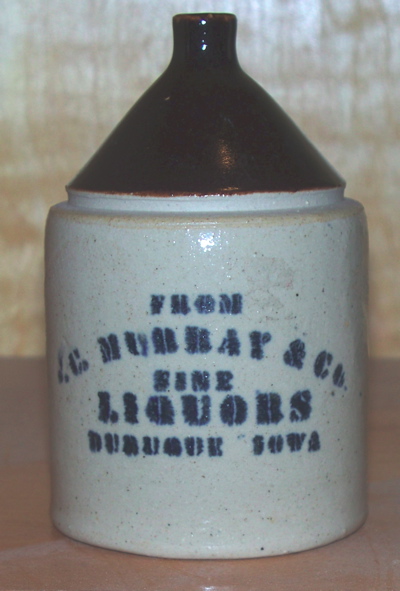 FROM
J.C. MURRAY & CO.
FINE
LIQUORS
DUBUQUE IOWA